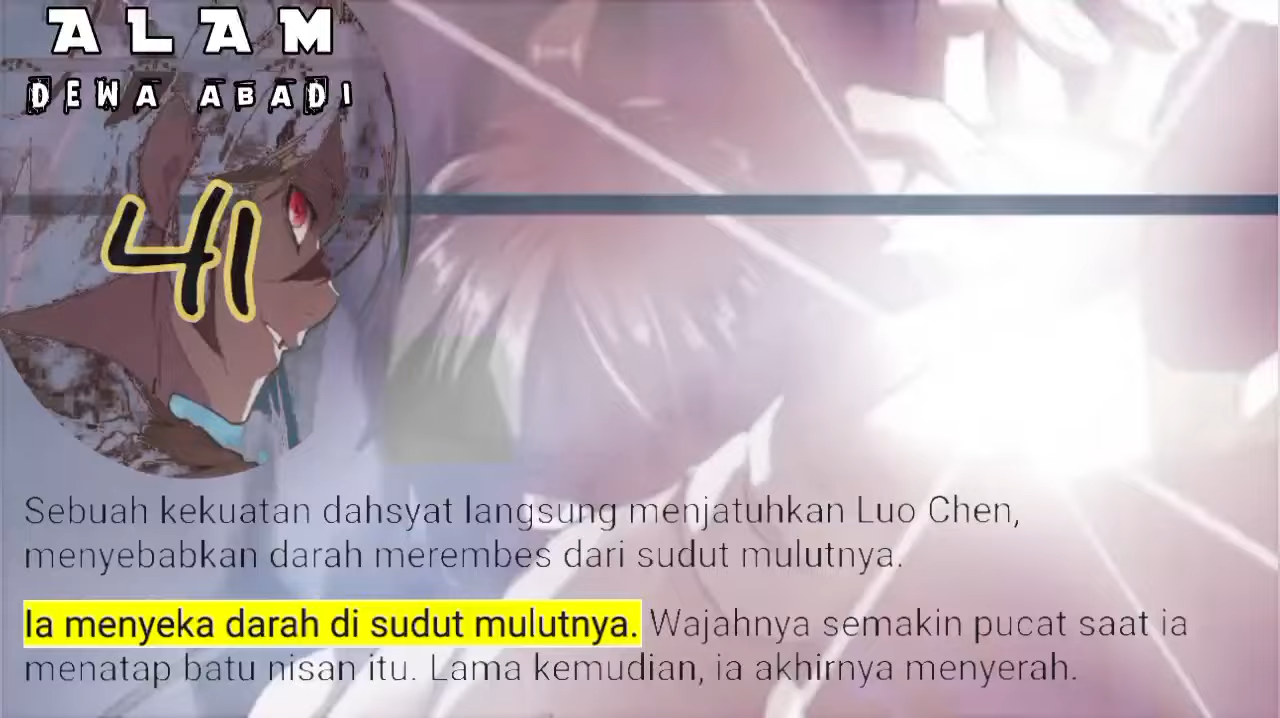 ALAM
DEWA ABADI
41
Sebuah kekuatan dahsyat langsung menjatuhkan Luo Chen,
menyebabkan darah merembes dari sudut mulutnya.
Ia menyeka darah di sudut mulutnya. Wajahnya semakin pucat saat ia
menatap batu nisan itu. Lama kemudian, ia akhirnya menyerah.